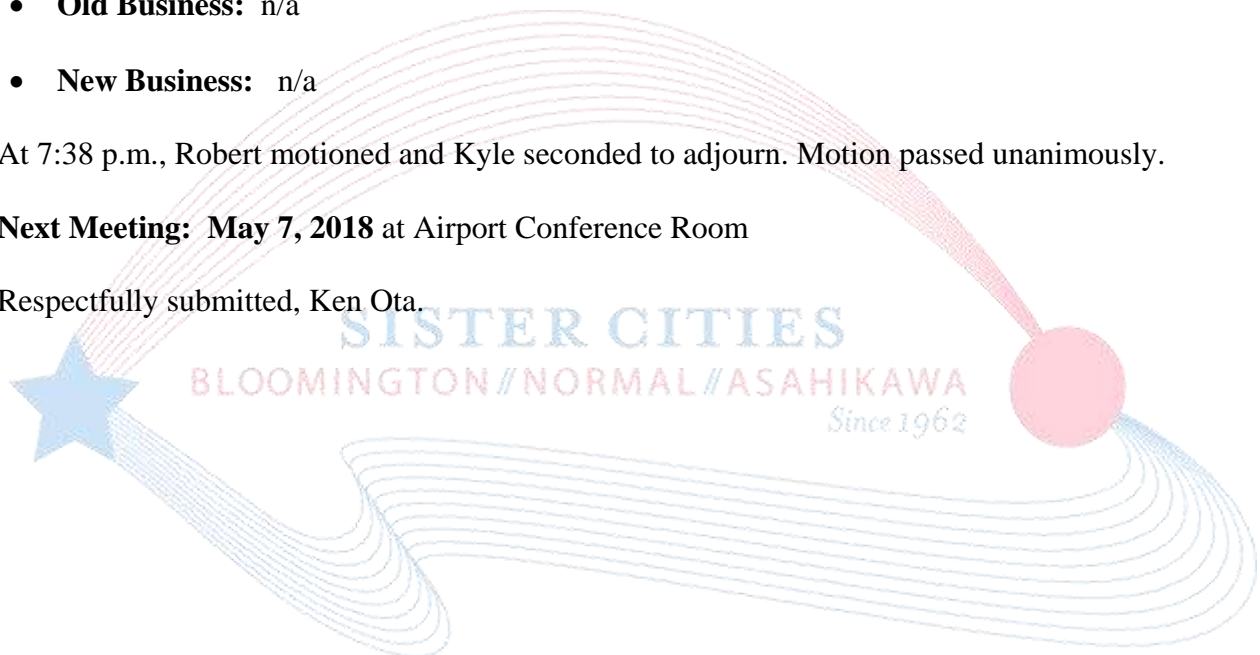 • Old Business: n/a
• New Business: n/a
At 7:38 p.m., Robert motioned and Kyle seconded to adjourn. Motion passed unanimously.
Next Meeting: May 7, 2018 at Airport Conference Room
Respectfully submitted, Ken Ota.
SISTER CITIES
BLOOMINGTON//NORMAL//ASAHIKAWA
Since 1962